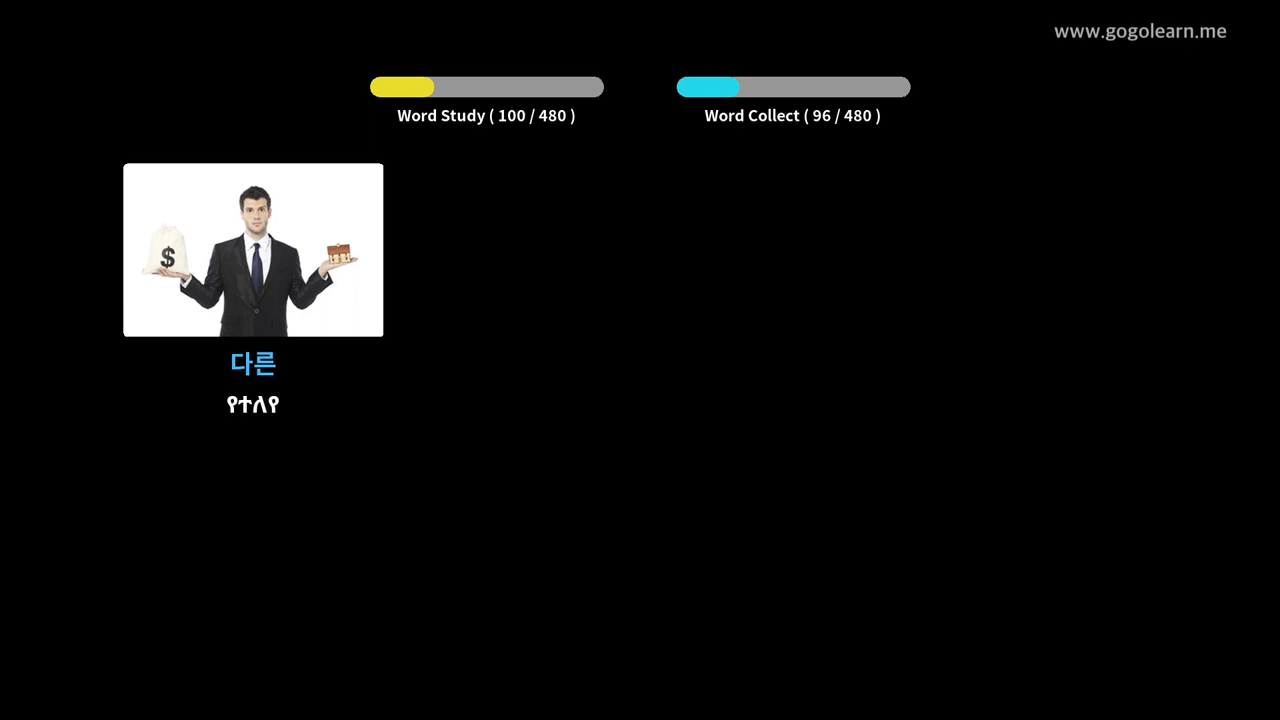 www.gogolearn.me
Word Study ( 100 / 480 )
Word Collect ( 96 / 480 )
$
다른
የተለየ